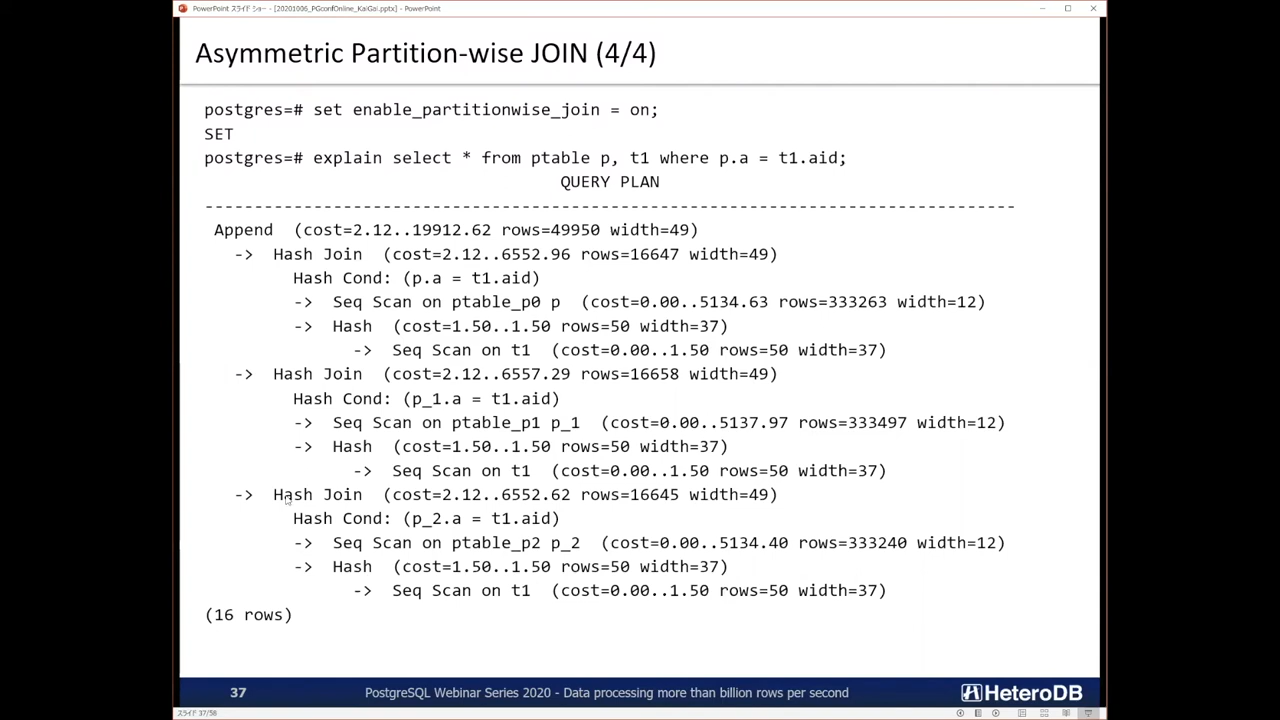 PowerPoint スライド ショー - [20201006_PGconfOnline_KaiGai.pptx] - PowerPoint
Asymmetric Partition-wise JOIN (4/4)
postgres=# set enable_partitionwise_join = on;
SET
postgres=# explain select * from ptable p, t1 where p.a = t1.aid;
QUERY PLAN
----------------------------------------------------------------------------------
Append  (cost=2.12..19912.62 rows=49950 width=49)
->  Hash Join  (cost=2.12..6552.96 rows=16647 width=49)
Hash Cond: (p.a = t1.aid)
->  Seq Scan on ptable_p0 p  (cost=0.00..5134.63 rows=333263 width=12)
->  Hash  (cost=1.50..1.50 rows=50 width=37)
->  Seq Scan on t1  (cost=0.00..1.50 rows=50 width=37)
->  Hash Join  (cost=2.12..6557.29 rows=16658 width=49)
Hash Cond: (p_1.a = t1.aid)
->  Seq Scan on ptable_p1 p_1  (cost=0.00..5137.97 rows=333497 width=12)
->  Hash  (cost=1.50..1.50 rows=50 width=37)
->  Seq Scan on t1  (cost=0.00..1.50 rows=50 width=37)
->  Hash Join  (cost=2.12..6552.62 rows=16645 width=49)
Hash Cond: (p_2.a = t1.aid)
->  Seq Scan on ptable_p2 p_2  (cost=0.00..5134.40 rows=333240 width=12)
->  Hash  (cost=1.50..1.50 rows=50 width=37)
->  Seq Scan on t1  (cost=0.00..1.50 rows=50 width=37)
(16 rows)
37 PostgreSQL Webinar Series 2020 - Data processing more than billion rows per second HeteroDB
スライド 37/58